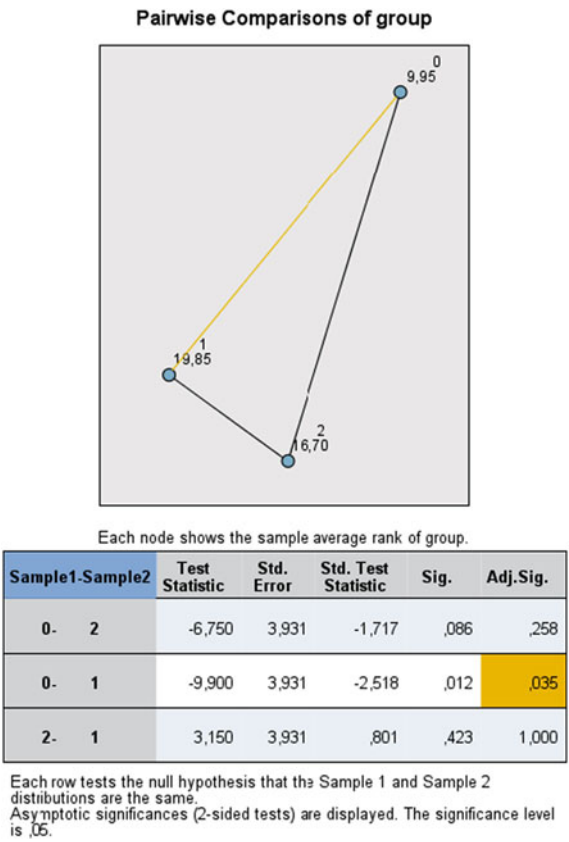 Pairwise Comparisons of group
0
9,95
1
19,85
2
16,70
Each node shows the sample average rank of group.
Sample1-Sample2 Test Statistic Std. Error Std. Test Statistic Sig. Adj.Sig.
0- 2 -6,750 3,931 -1,717 ,086 ,258
0- 1 -9,900 3,931 -2,518 ,012 ,035
2- 1 3,150 3,931 ,801 ,423 1,000
Each row tests the null hypothesis that the Sample 1 and Sample 2
distributions are the same.
Asymptotic significances (2-sided tests) are displayed. The significance level
is ,05.